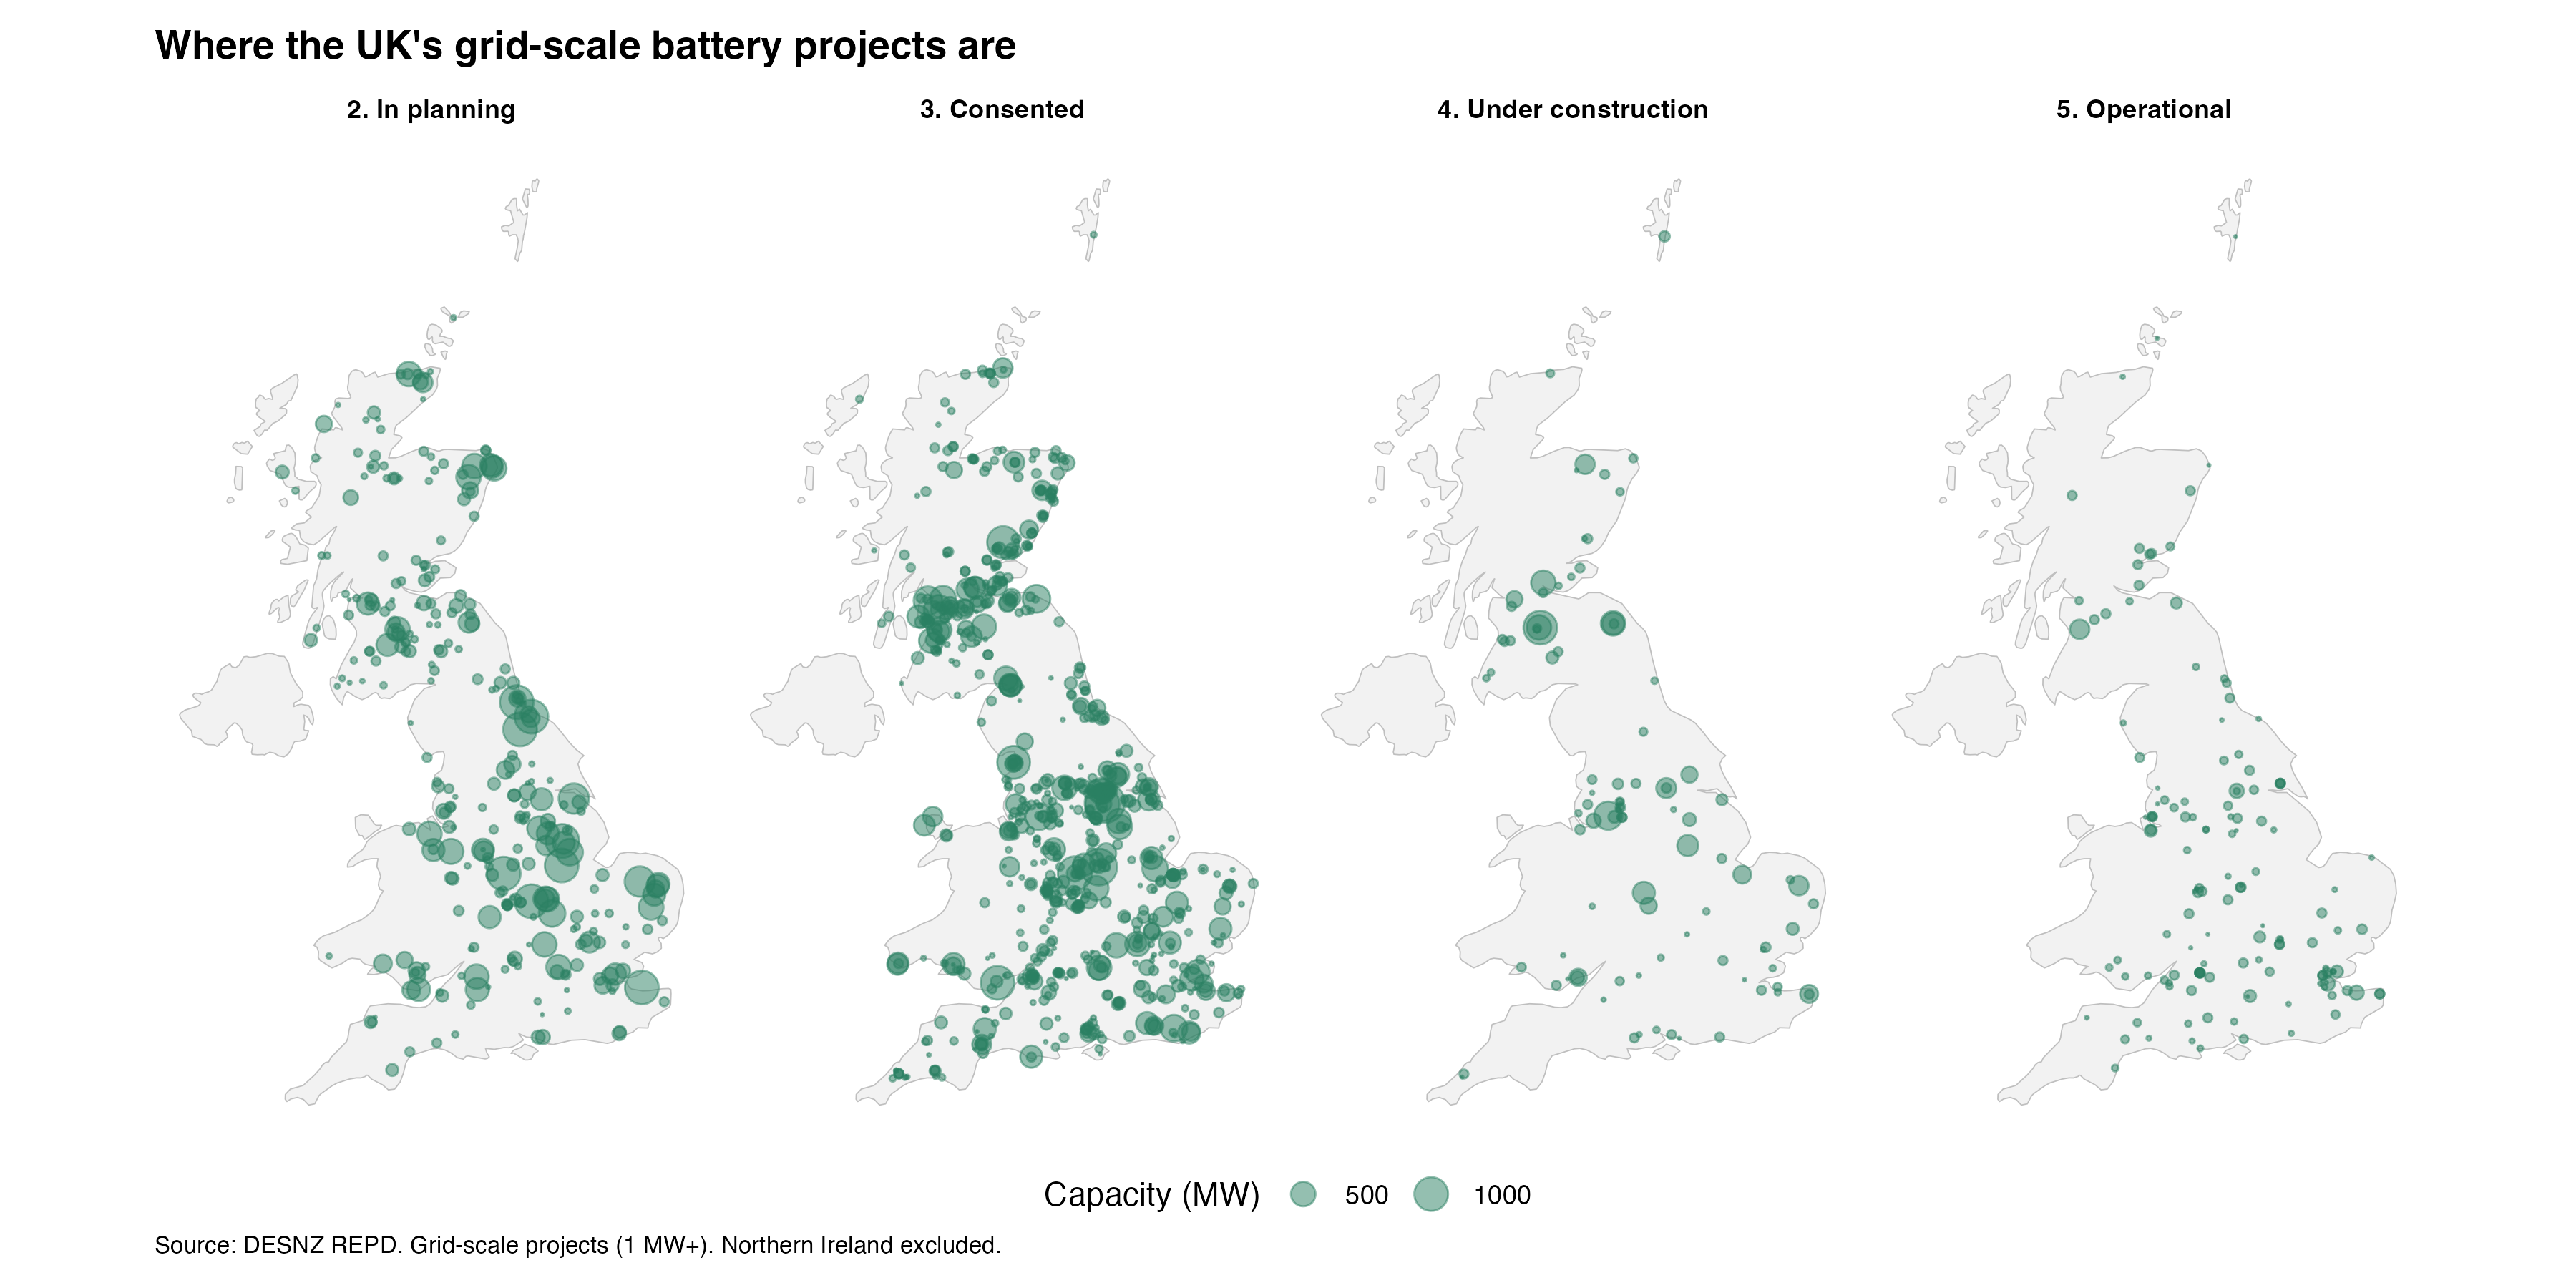 Where the UK's grid-scale battery projects are
2. In planning
3. Consented
4. Under construction
5. Operational
Capacity (MW) 500 1000
Source: DESNZ REPD. Grid-scale projects (1 MW+). Northern Ireland excluded.